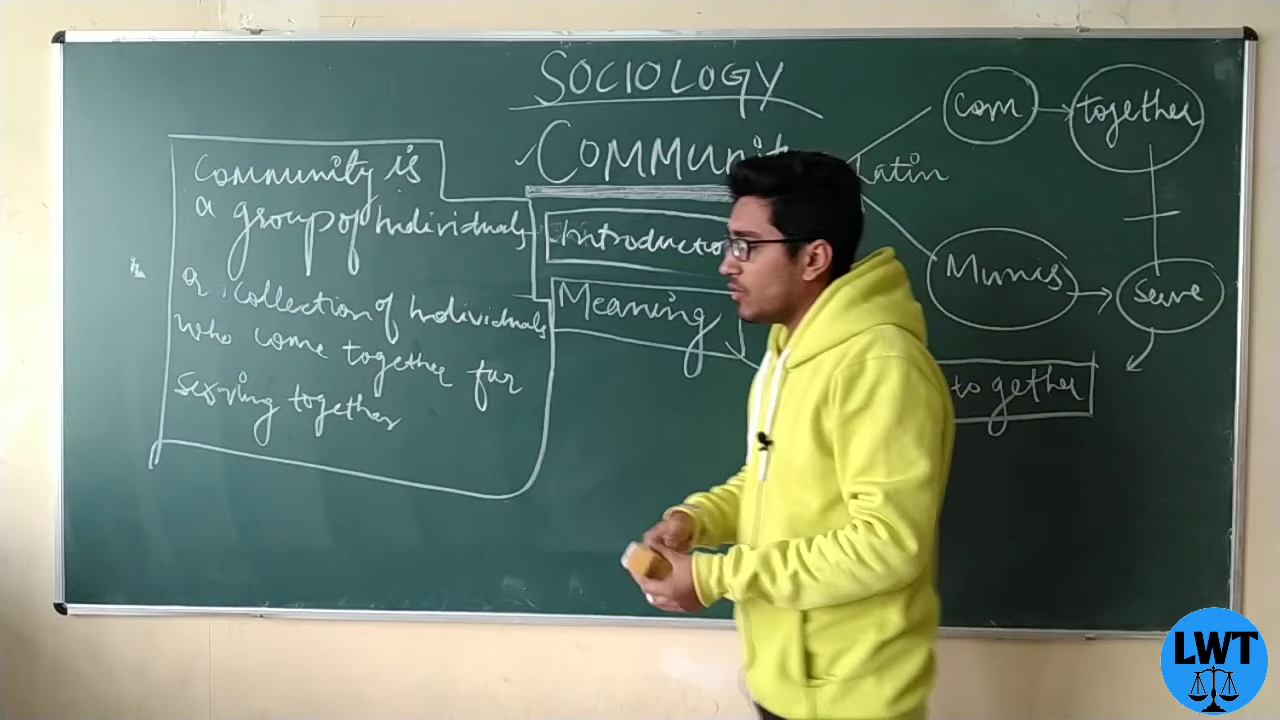 SOCIOLOGY
Communit
Latin
Com
together
Munis
Serve
together
Introductio
Meaning
Community is
a group of Individuals
a collection of Individuals
who come together for
serving together
LWT